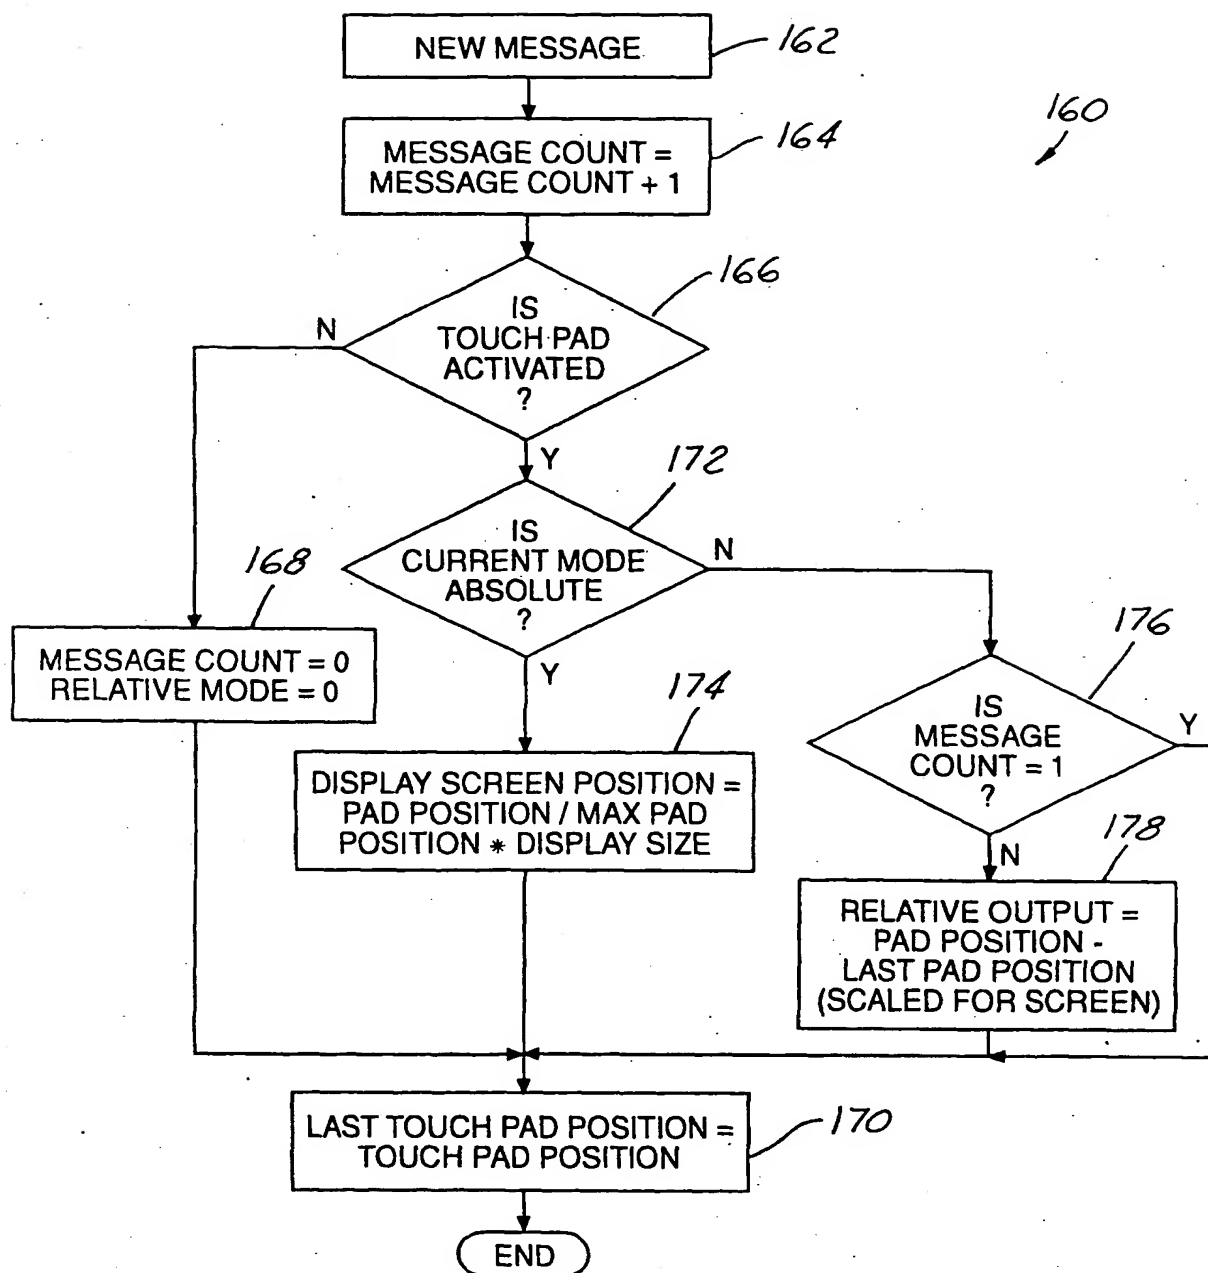 NEW MESSAGE
162
160
MESSAGE COUNT =
MESSAGE COUNT + 1
164
IS
TOUCH PAD
ACTIVATED
?
166
N
Y
172
IS
CURRENT MODE
ABSOLUTE
?
N
Y
168
MESSAGE COUNT = 0
RELATIVE MODE = 0
174
DISPLAY SCREEN POSITION =
PAD POSITION / MAX PAD
POSITION * DISPLAY SIZE
176
IS
MESSAGE
COUNT = 1
?
Y
N
178
RELATIVE OUTPUT =
PAD POSITION -
LAST PAD POSITION
(SCALED FOR SCREEN)
LAST TOUCH PAD POSITION =
TOUCH PAD POSITION
170
END